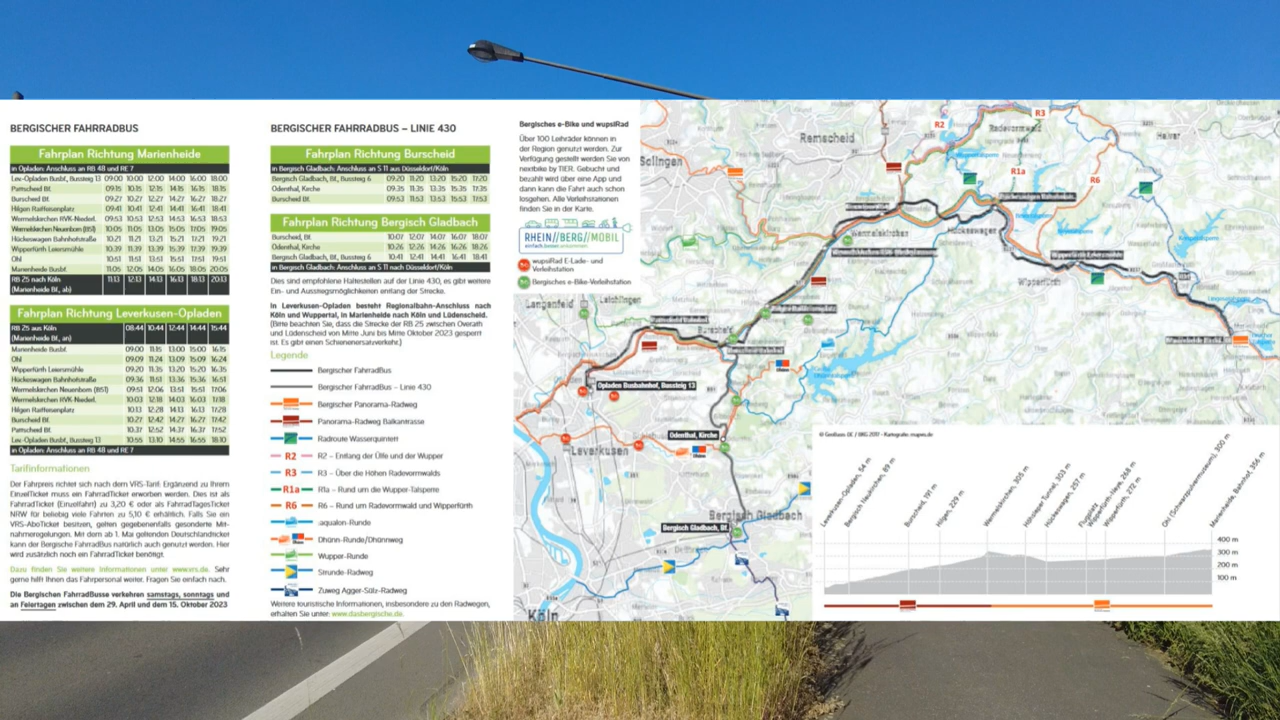 BERGISCHER FAHRRADBUS
Fahrplan Richtung Marienheide
in Opladen: Anschluss an RB 48 und RE 7
Lev.-Opladen Busbf., Bussteig 13 09:00 10:00 12:00 14:00 16:00 18:00
Pattscheid Bf. 09:15 10:15 12:15 14:15 16:15 18:15
Burscheid Bf. 09:27 10:27 12:27 14:27 16:27 18:27
Hilgen Raiffeisenplatz 09:41 10:41 12:41 14:41 16:41 18:41
Wermelskirchen HVK-Niederl. 09:53 10:53 12:53 14:53 16:53 18:53
Wermelskirchen Neuenhorn (B51) 10:05 11:05 13:05 15:05 17:05 19:05
Hückeswagen Bahnhofstraße 10:21 11:21 13:21 15:21 17:21 19:21
Wipperfürth Leiersmühle 10:39 11:39 13:39 15:39 17:39 19:39
Ohl 10:51 11:51 13:51 15:51 17:51 19:51
Marienheide Busbf. 11:05 12:05 14:05 16:05 18:05 20:05
RB 25 nach Köln 11:13 12:13 14:13 16:13 18:13 20:13
(Marienheide Bf., ab)
Fahrplan Richtung Leverkusen-Opladen
RB 25 aus Köln 08:44 10:44 12:44 14:44 15:44
(Marienheide Bf., an)
Marienheide Busbf. 09:00 11:15 13:00 15:00 16:15
Ohl 09:09 11:24 13:09 15:09 16:24
Wipperfürth Leiersmühle 09:20 11:35 13:20 15:20 16:35
Hückeswagen Bahnhofstraße 09:36 11:51 13:36 15:36 16:51
Wermelskirchen Neuenhorn (B51) 09:51 12:06 13:51 15:51 17:06
Wermelskirchen HVK-Niederl. 10:03 12:18 14:03 16:03 17:18
Hilgen Raiffeisenplatz 10:13 12:28 14:13 16:13 17:28
Burscheid Bf. 10:27 12:42 14:27 16:27 17:42
Pattscheid Bf. 10:37 12:52 14:37 16:37 17:52
Lev.-Opladen Busbf., Bussteig 13 10:55 13:10 14:55 16:55 18:10
in Opladen: Anschluss an RB 48 und RE 7
Tarifinformationen
Der Fahrpreis richtet sich nach dem VRS-Tarif. Ergänzend zu Ihrem
EinzelTicket muss ein FahrradTicket erworben werden. Dies ist als
FahrradTicket (Einzelfahrt) zu 3,20 € oder als FahrradTagesTicket
NRW für beliebig viele Fahrten zu 5,10 € erhältlich. Falls Sie ein
VRS-AboTicket besitzen, gelten gegebenenfalls gesonderte Mit-
nahmeregelungen. Mit dem ab 1. Mai geltenden Deutschlandticket
kann der Bergische FahrradBus natürlich auch genutzt werden. Hier
wird zusätzlich noch ein FahrradTicket benötigt.
Dazu finden Sie weitere Informationen unter www.vrs.de. Sehr
gerne hilft Ihnen das Fahrpersonal weiter. Fragen Sie einfach nach.
Die Bergischen FahrradBusse verkehren samstags, sonntags und
an Feiertagen zwischen dem 29. April und dem 15. Oktober 2023
BERGISCHER FAHRRADBUS – LINIE 430
Fahrplan Richtung Burscheid
in Bergisch Gladbach: Anschluss an S 11 aus Düsseldorf/Köln
Bergisch Gladbach, Bf., Bussteig 6 09:20 11:20 13:20 15:20 17:20
Odenthal, Kirche 09:35 11:35 13:35 15:35 17:35
Burscheid Bf. 09:53 11:53 13:53 15:53 17:53
Fahrplan Richtung Bergisch Gladbach
Burscheid, Bf. 10:07 12:07 14:07 16:07 18:07
Odenthal, Kirche 10:26 12:26 14:26 16:26 18:26
Bergisch Gladbach, Bf., Bussteig 6 10:41 12:41 14:41 16:41 18:41
in Bergisch Gladbach: Anschluss an S 11 nach Düsseldorf/Köln
Dies sind empfohlene Haltestellen auf der Linie 430, es gibt weitere
Ein- und Ausstiegsmöglichkeiten entlang der Strecke.
In Leverkusen-Opladen besteht Regionalbahn-Anschluss nach
Köln und Wuppertal, in Marienheide nach Köln und Lüdenscheid.
(Bitte beachten Sie, dass die Strecke der RB 25 zwischen Overath
und Lüdenscheid von Mitte Juni bis Mitte Oktober 2023 gesperrt
ist. Es gibt einen Schienenersatzverkehr.)
Legende
Bergischer FahrradBus
Bergischer FahrradBus – Linie 430
Bergischer Panorama-Radweg
Panorama-Radweg Balkantrasse
Radroute Wasserquintett
R2 R2 – Entlang der Ülfe und der Wupper
R3 R3 – Über die Höhen Radevormwalds
R1a R1a – Rund um die Wupper-Talsperre
R6 R6 – Rund um Radevormwald und Wipperfürth
:aqualon-Runde
Dhünn-Runde/Dhünnweg
Wupper-Runde
Strunde-Radweg
Zuweg Agger-Sülz-Radweg
Weitere touristische Informationen, insbesondere zu den Radwegen,
erhalten Sie unter: www.dasbergische.de.
Bergisches e-Bike und wupsiRad
Über 100 Leihräder können in
der Region genutzt werden. Zur
Verfügung gestellt werden Sie von
nextbike by TIER. Gebucht und
bezahlt wird über eine App und
dann kann die Fahrt auch schon
losgehen. Alle Verleihstationen
finden Sie in der Karte.
RHEIN//BERG//MOBIL
einfach.besser.ankommen
wupsiRad E-Lade- und
Verleihstation
Bergisches e-Bike-Verleihstation
Remscheid
Radevormwald
Halver
Solingen
R2
R3
R1a
R6
Wermelskirchen
Hückeswagen
Wipperfürth
Langenfeld
Leichlingen
Burscheid
Opladen Busbahnhof, Bussteig 13
Odenthal, Kirche
Leverkusen
Bergisch Gladbach
Bergisch Gladbach, Bf.
Köln
Leverkusen-Opladen, 54 m
Bergisch Neukirchen, 89 m
Burscheid, 191 m
Hilgen, 229 m
Wermelskirchen, 305 m
Hückeswagen, 257 m
Ohl (Schwarzpulvermuseum), 300 m
Marienheide, Bahnhof 356 m
400 m
300 m
200 m
100 m